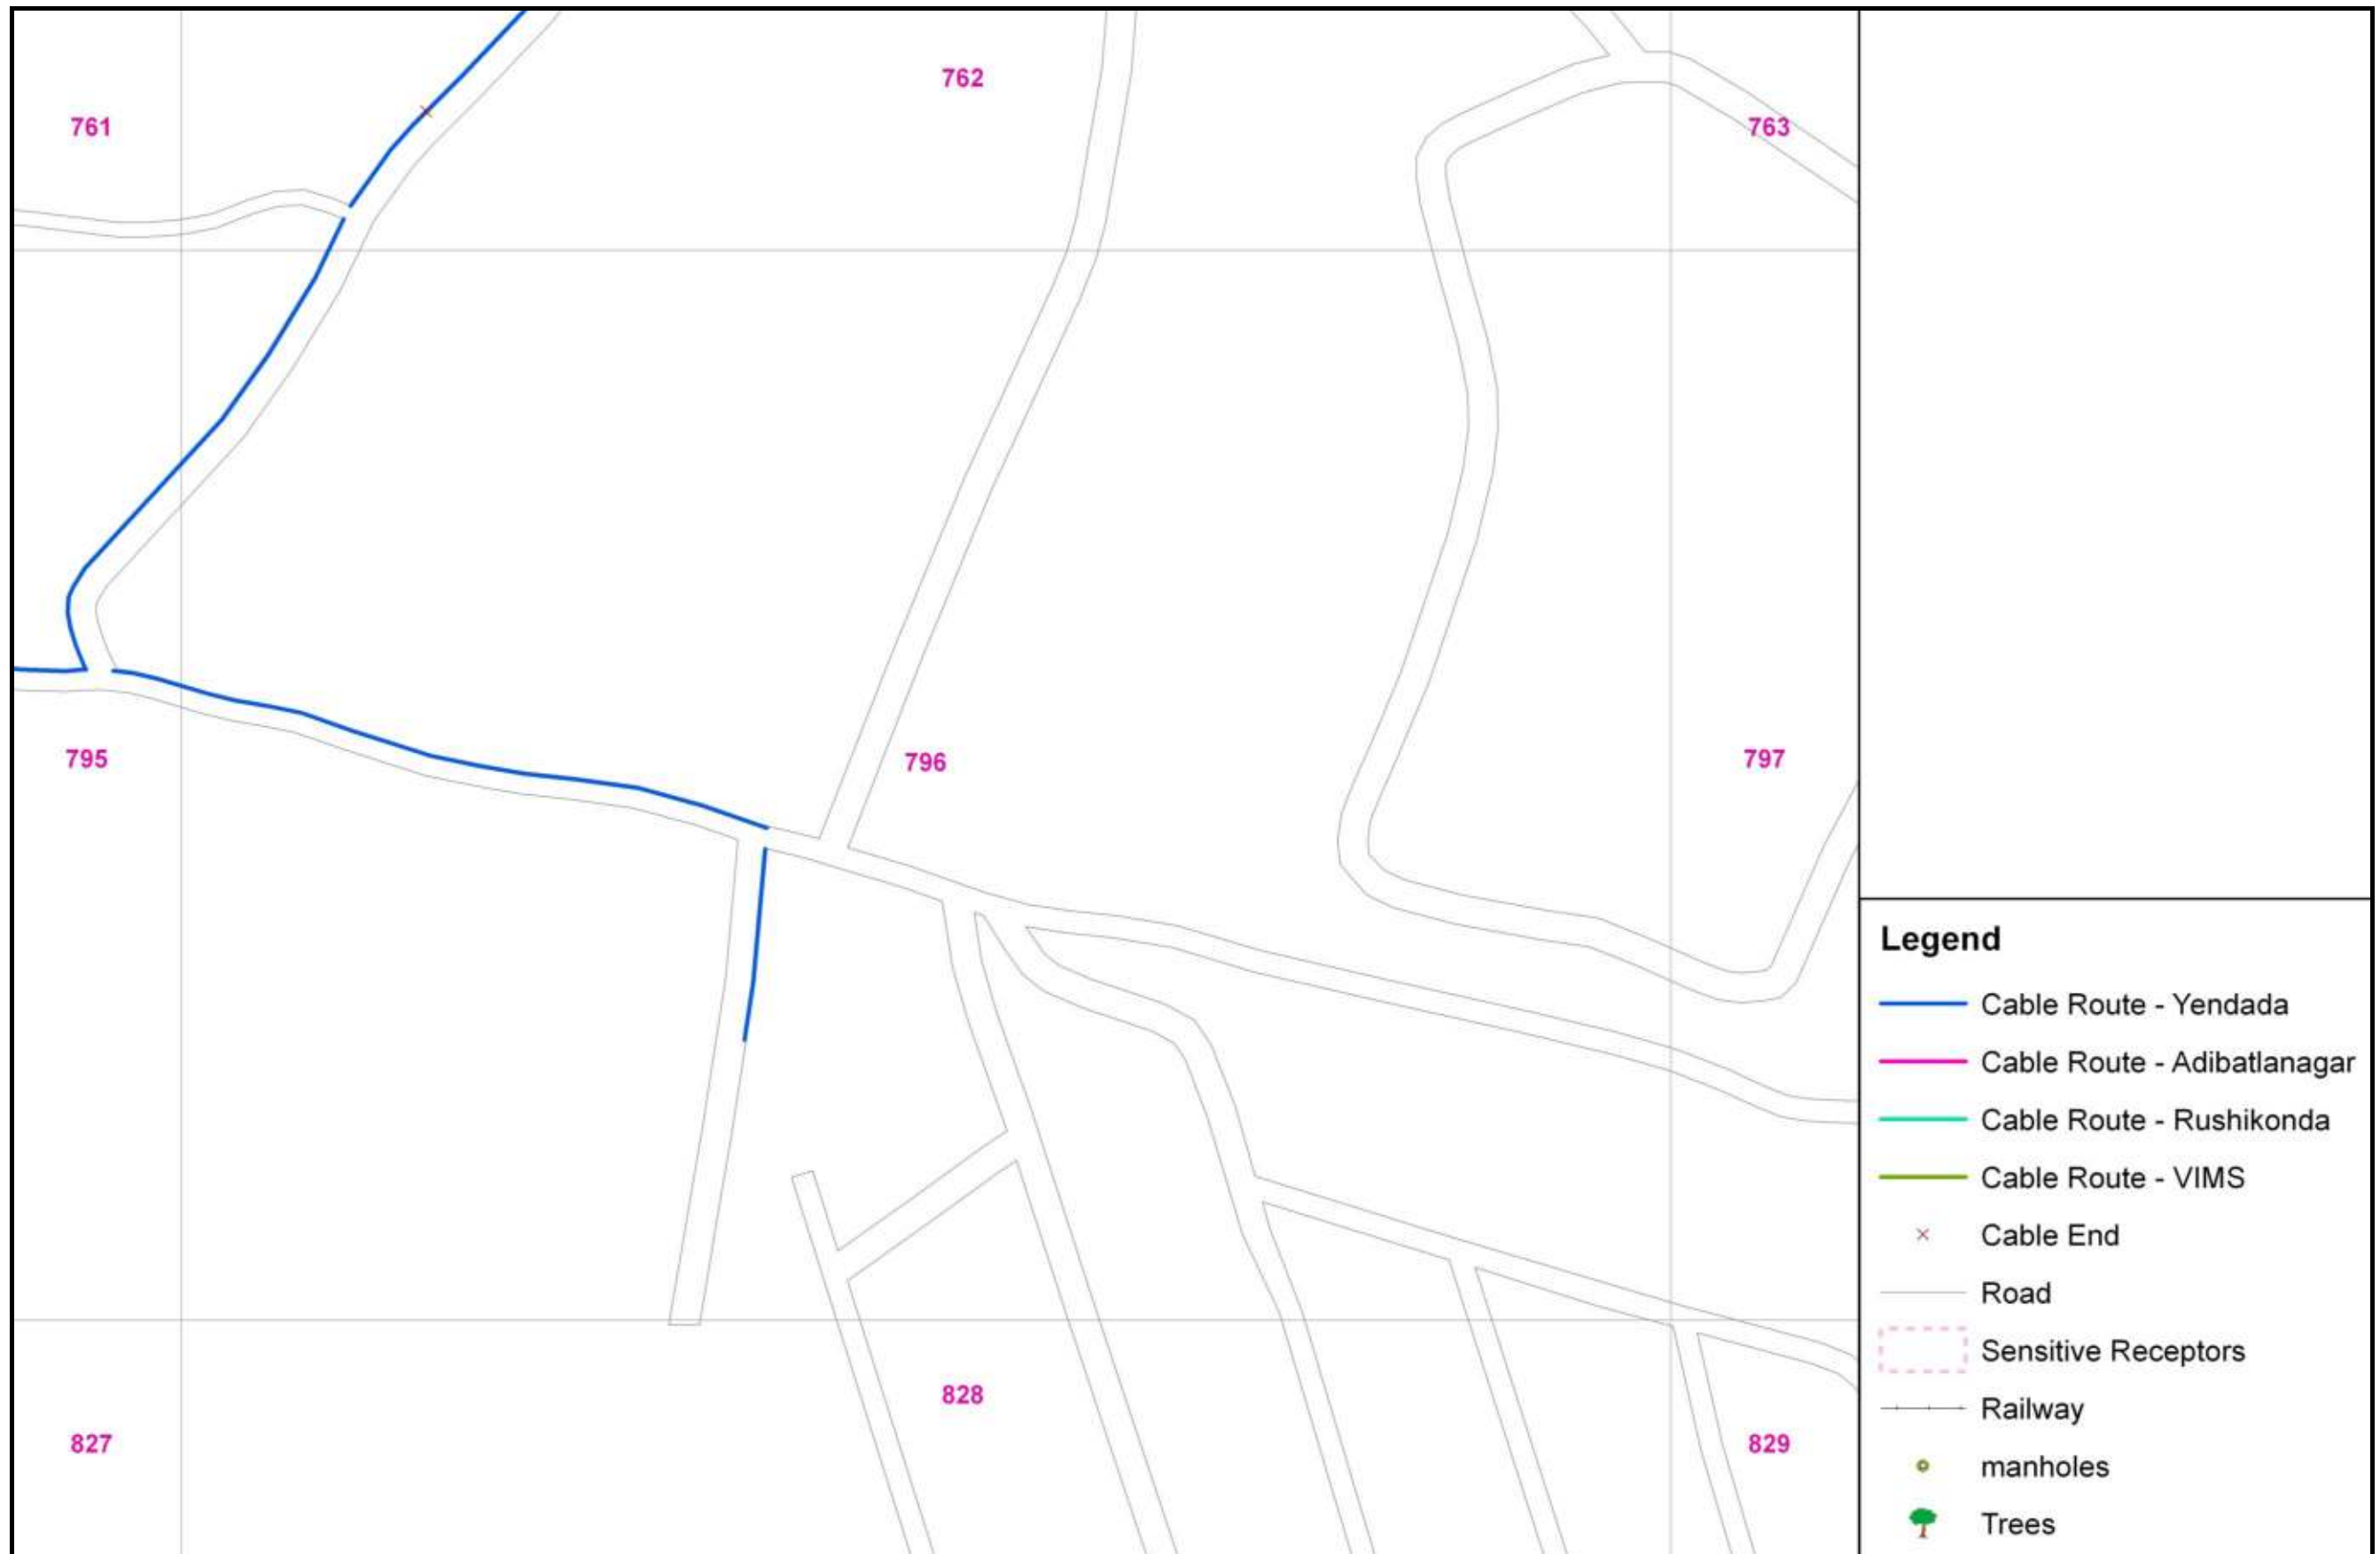 762
761
763
795
796
797
828
827
829
Legend
Cable Route - Yendada
Cable Route - Adibatlanagar
Cable Route - Rushikonda
Cable Route - VIMS
Cable End
Road
Sensitive Receptors
Railway
manholes
Trees